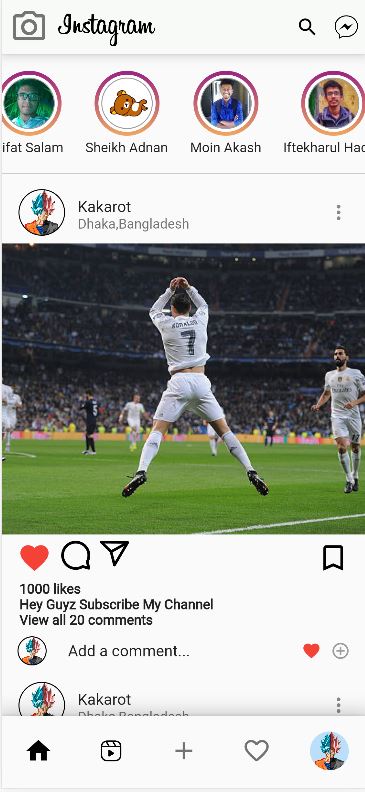 Instagram
ifat Salam
Sheikh Adnan
Moin Akash
Iftekharul Hac
Kakarot
Dhaka,Bangladesh
RONALDO
7
1000 likes
Hey Guyz Subscribe My Channel
View all 20 comments
Add a comment...
Kakarot
Dhaka,Bangladesh